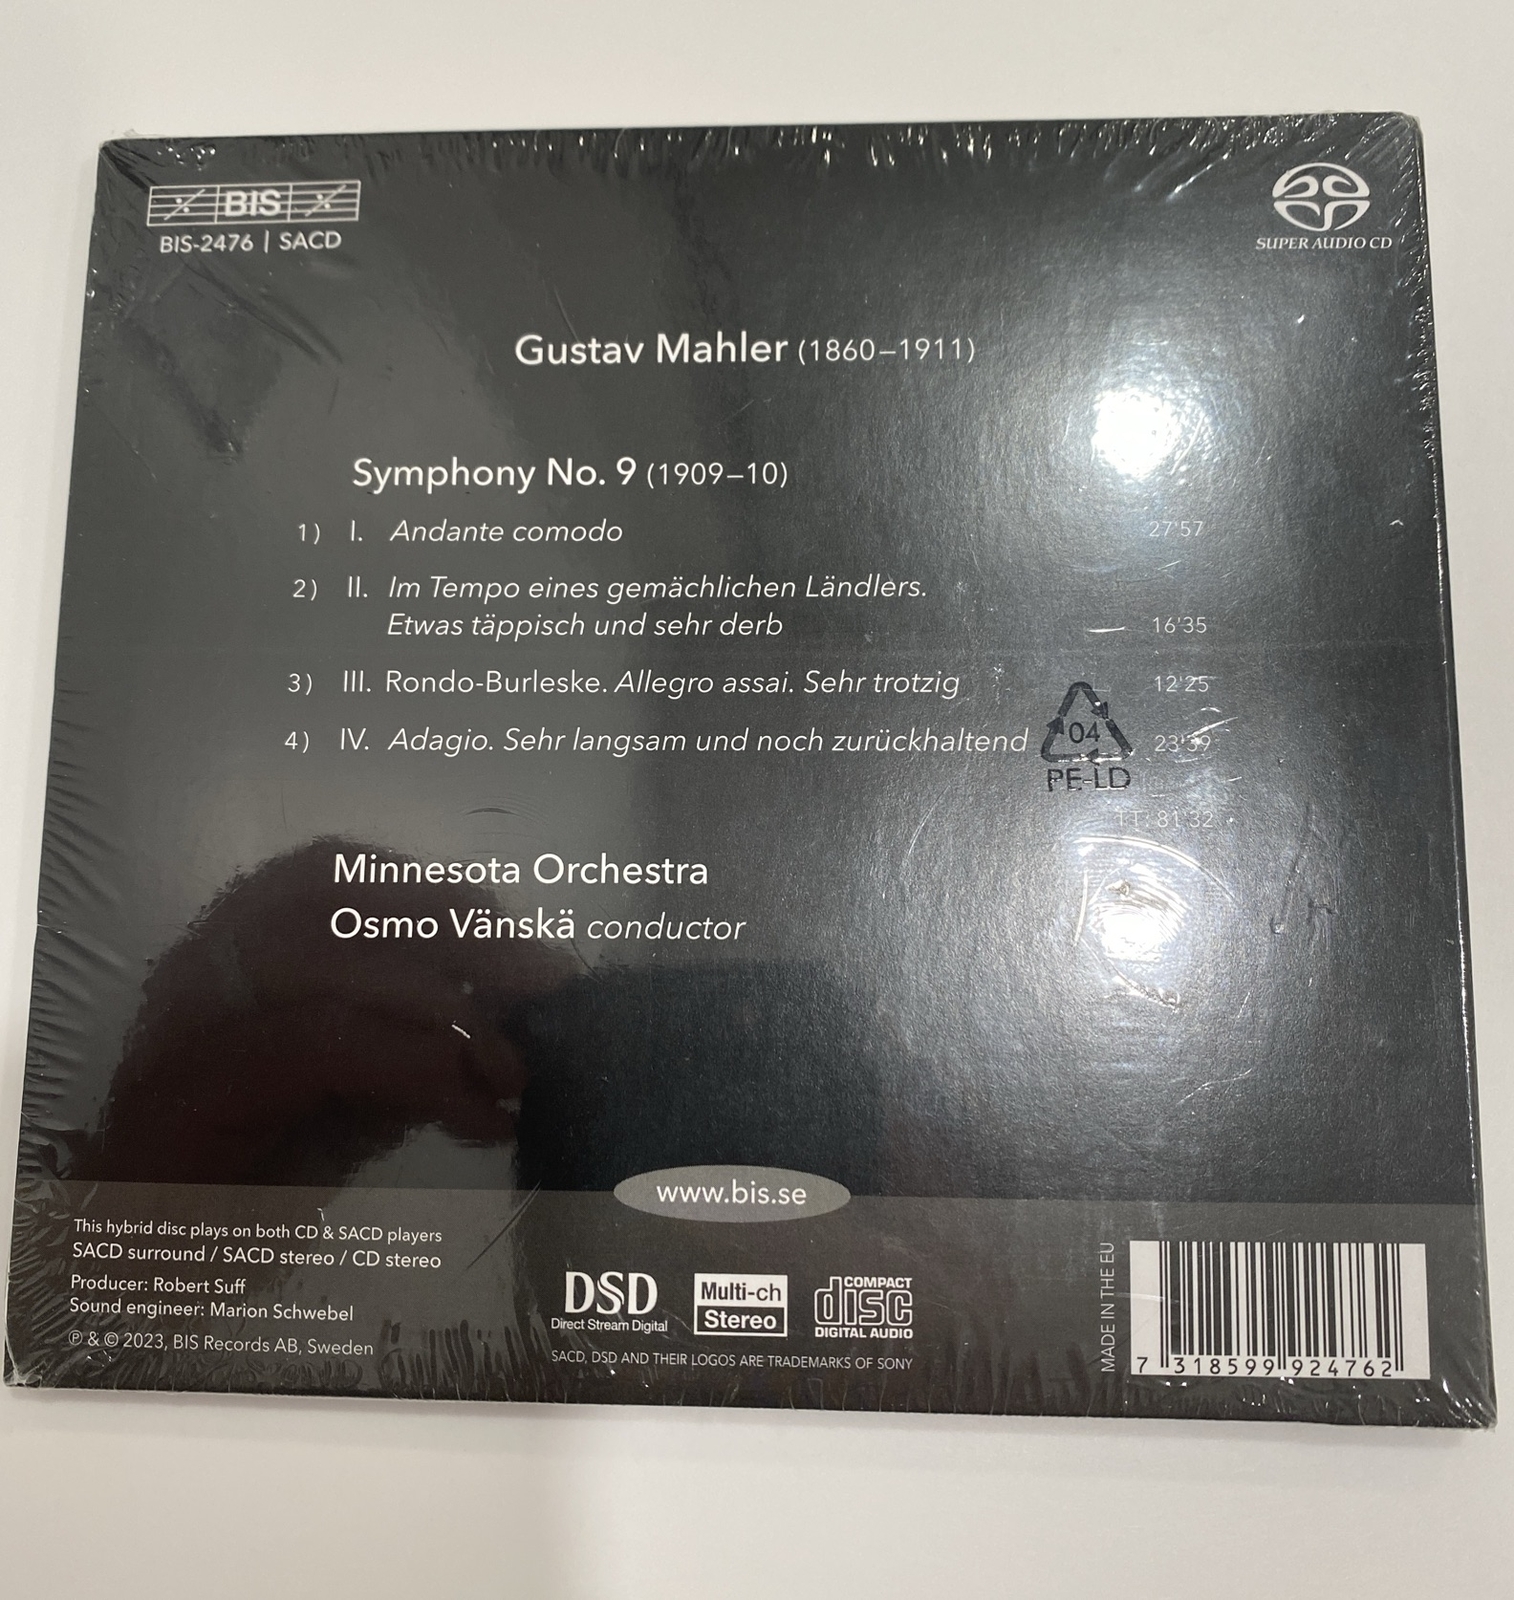 BIS
BIS-2476 | SACD
SUPER AUDIO CD
Gustav Mahler (1860–1911)
Symphony No. 9 (1909–10)
1) I. Andante comodo 27'57
2) II. Im Tempo eines gemächlichen Ländlers.
Etwas täppisch und sehr derb 16'35
3) III. Rondo-Burleske. Allegro assai. Sehr trotzig 12'25
4) IV. Adagio. Sehr langsam und noch zurückhaltend 23'39
04
PE-LD
TT: 81'32
Minnesota Orchestra
Osmo Vänskä conductor
www.bis.se
This hybrid disc plays on both CD & SACD players
SACD surround / SACD stereo / CD stereo
Producer: Robert Suff
Sound engineer: Marion Schwebel
℗ & © 2023, BIS Records AB, Sweden
DSD
Direct Stream Digital
Multi-ch
Stereo
COMPACT
disc
DIGITAL AUDIO
SACD, DSD AND THEIR LOGOS ARE TRADEMARKS OF SONY
MADE IN THE EU
7 318599 924762